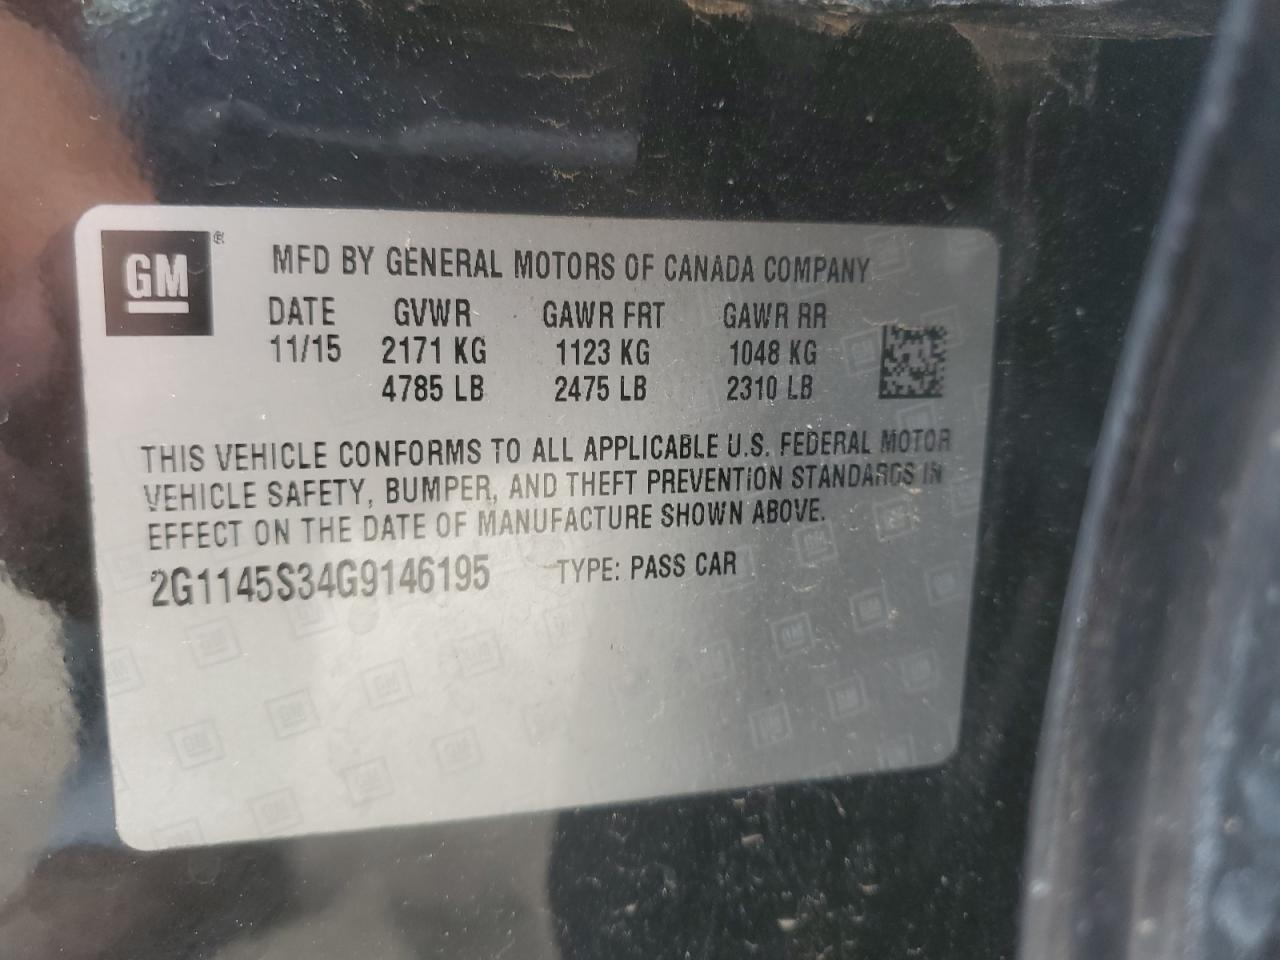 GM ®
MFD BY GENERAL MOTORS OF CANADA COMPANY
DATE GVWR GAWR FRT GAWR RR
11/15 2171 KG 1123 KG 1048 KG
4785 LB 2475 LB 2310 LB
THIS VEHICLE CONFORMS TO ALL APPLICABLE U.S. FEDERAL MOTOR
VEHICLE SAFETY, BUMPER, AND THEFT PREVENTION STANDARDS IN
EFFECT ON THE DATE OF MANUFACTURE SHOWN ABOVE.
2G1145S34G9146195 TYPE: PASS CAR